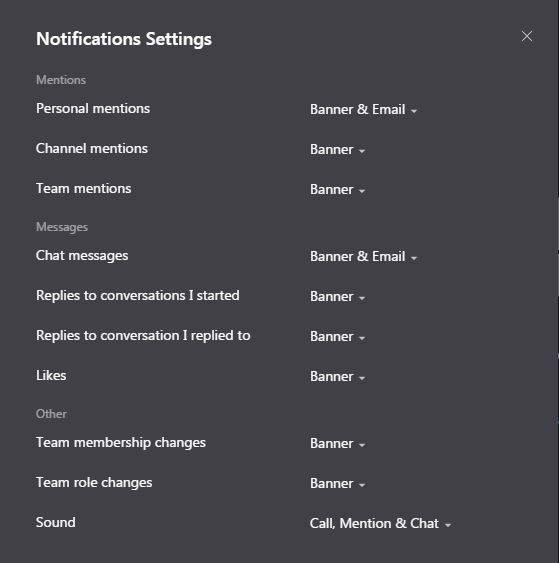 Notifications Settings
Mentions
Personal mentions Banner & Email
Channel mentions Banner
Team mentions Banner
Messages
Chat messages Banner & Email
Replies to conversations I started Banner
Replies to conversation I replied to Banner
Likes Banner
Other
Team membership changes Banner
Team role changes Banner
Sound Call, Mention & Chat